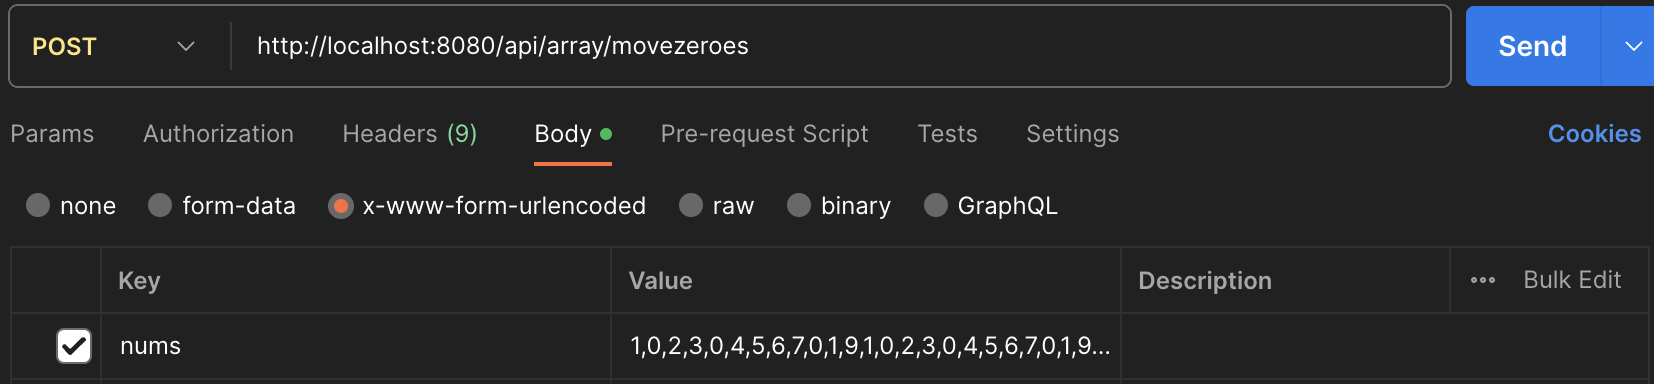 POST http://localhost:8080/api/array/movezeroes Send
Params Authorization Headers (9) Body Pre-request Script Tests Settings Cookies
none form-data x-www-form-urlencoded raw binary GraphQL
Key Value Description ••• Bulk Edit
nums 1,0,2,3,0,4,5,6,7,0,1,9,1,0,2,3,0,4,5,6,7,0,1,9...